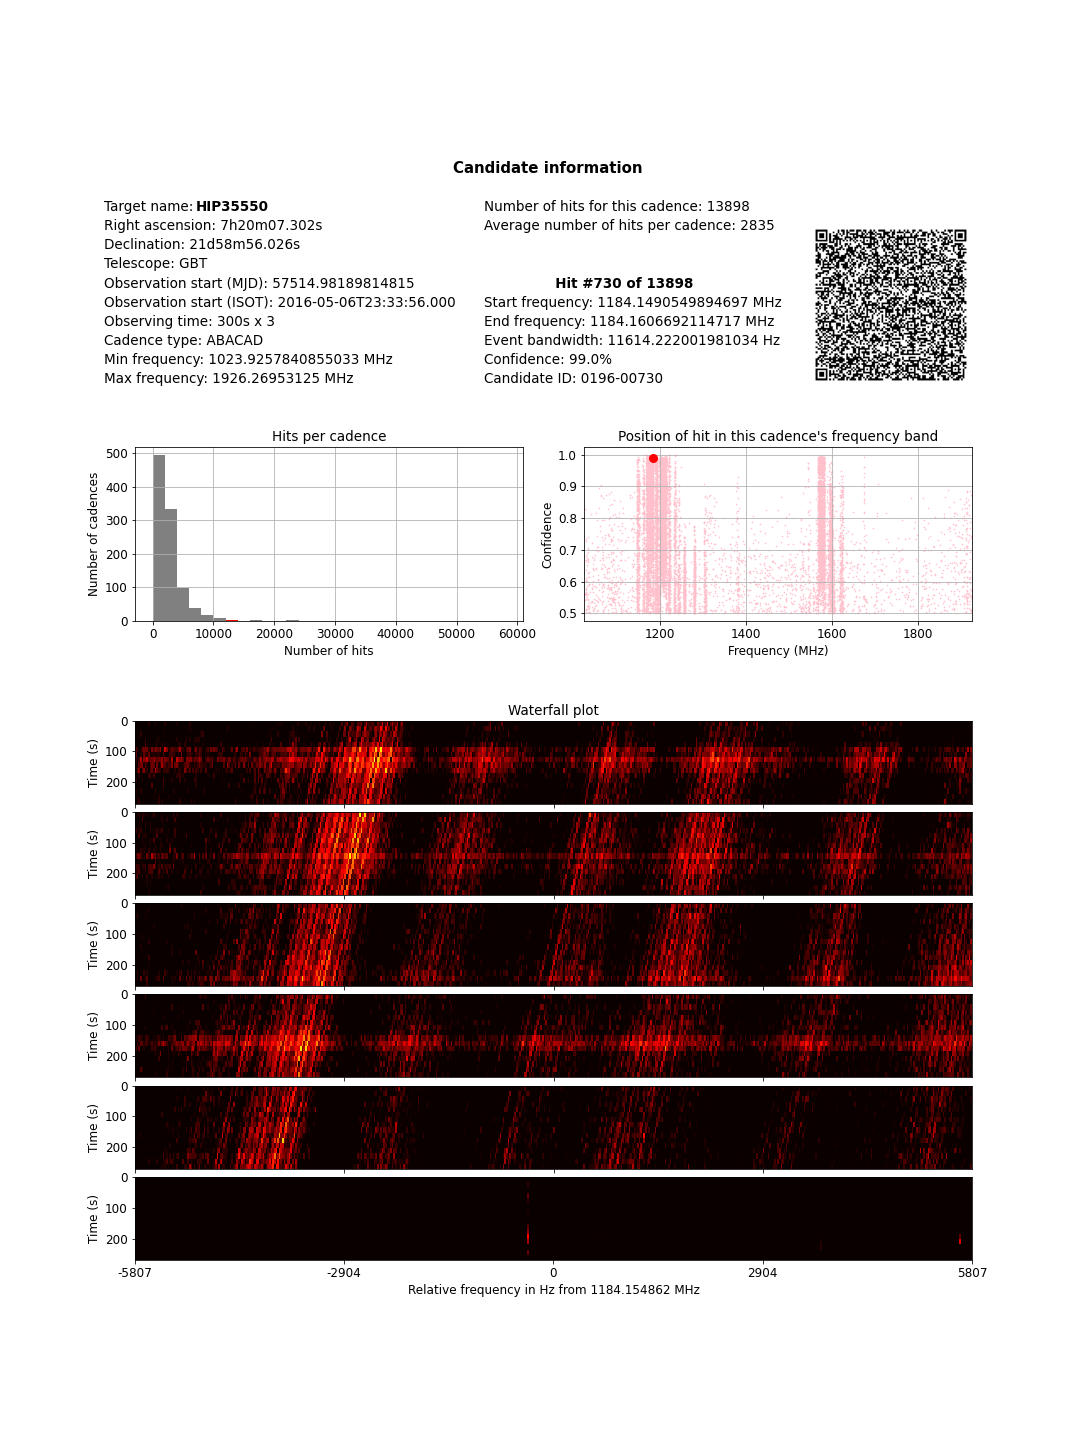 Candidate information
Target name: HIP35550
Right ascension: 7h20m07.302s
Declination: 21d58m56.026s
Telescope: GBT
Observation start (MJD): 57514.98189814815
Observation start (ISOT): 2016-05-06T23:33:56.000
Observing time: 300s x 3
Cadence type: ABACAD
Min frequency: 1023.9257840855033 MHz
Max frequency: 1926.26953125 MHz
Number of hits for this cadence: 13898
Average number of hits per cadence: 2835
Hit #730 of 13898
Start frequency: 1184.1490549894697 MHz
End frequency: 1184.1606692114717 MHz
Event bandwidth: 11614.222001981034 Hz
Confidence: 99.0%
Candidate ID: 0196-00730
Hits per cadence
Number of cadences
500
400
300
200
100
0
0 10000 20000 30000 40000 50000 60000
Number of hits
Position of hit in this cadence's frequency band
Confidence
1.0
0.9
0.8
0.7
0.6
0.5
1200 1400 1600 1800
Frequency (MHz)
Waterfall plot
Time (s)
0
100
200
Time (s)
0
100
200
Time (s)
0
100
200
Time (s)
0
100
200
Time (s)
0
100
200
Time (s)
0
100
200
-5807 -2904 0 2904 5807
Relative frequency in Hz from 1184.154862 MHz